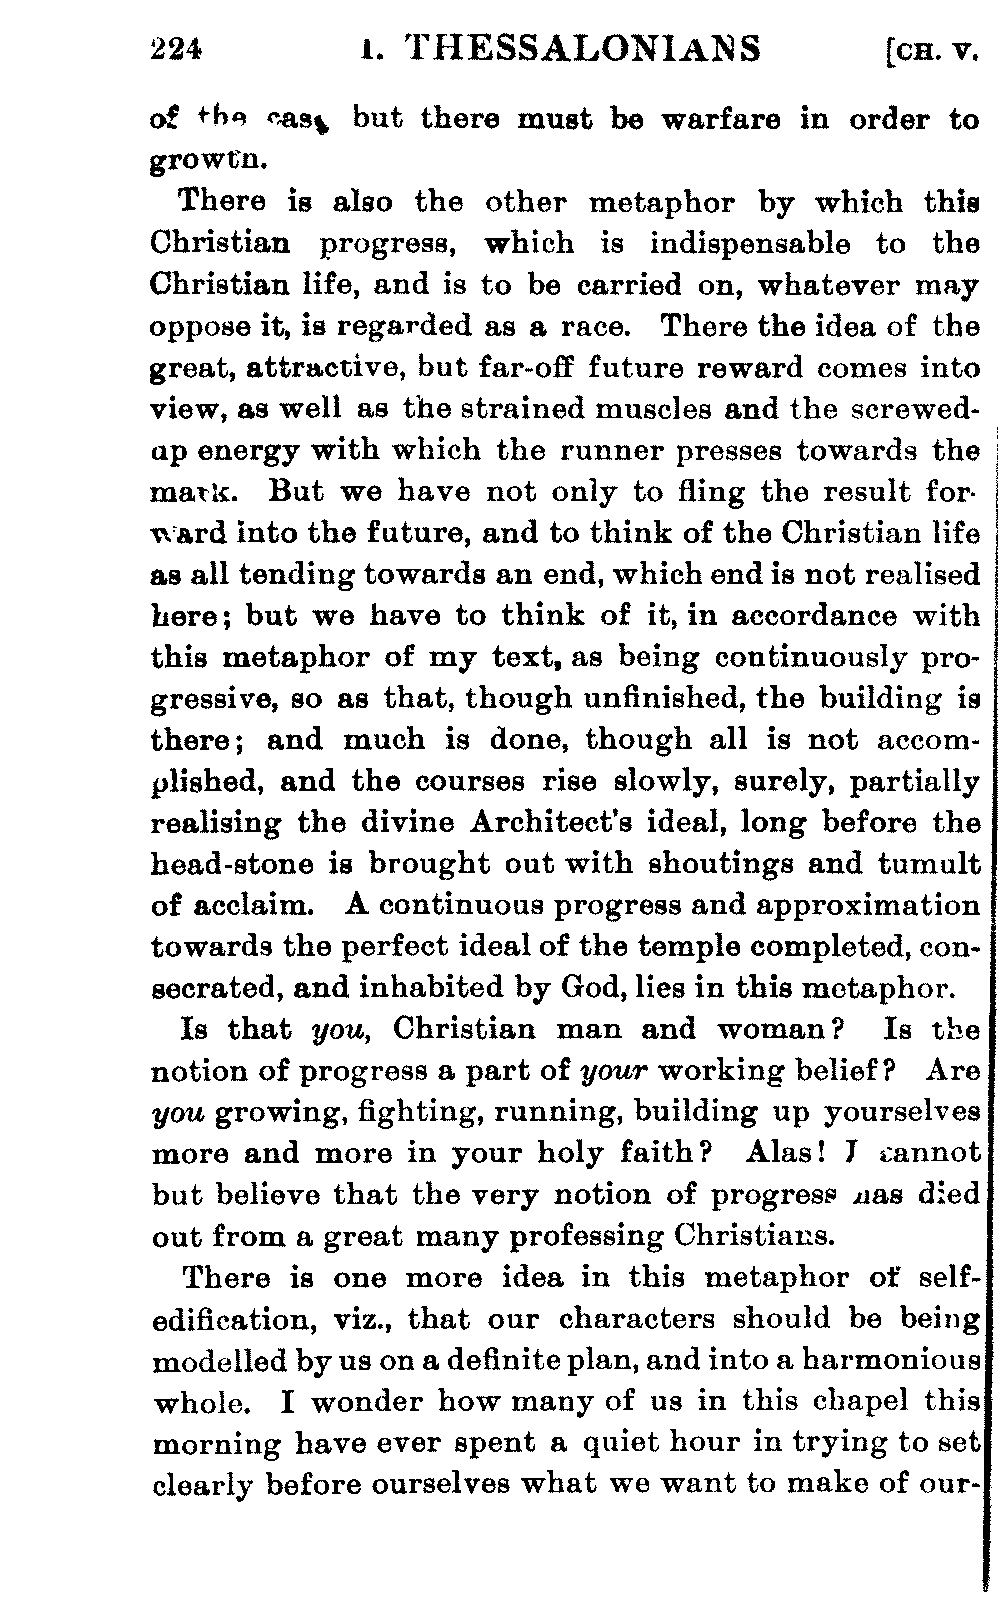 224 1. THESSALONIANS [CH. V.
of the case but there must be warfare in order to
growth.
There is also the other metaphor by which this
Christian progress, which is indispensable to the
Christian life, and is to be carried on, whatever may
oppose it, is regarded as a race. There the idea of the
great, attractive, but far-off future reward comes into
view, as well as the strained muscles and the screwed-
up energy with which the runner presses towards the
mark. But we have not only to fling the result for-
ward into the future, and to think of the Christian life
as all tending towards an end, which end is not realised
here; but we have to think of it, in accordance with
this metaphor of my text, as being continuously pro-
gressive, so as that, though unfinished, the building is
there; and much is done, though all is not accom-
plished, and the courses rise slowly, surely, partially
realising the divine Architect's ideal, long before the
head-stone is brought out with shoutings and tumult
of acclaim. A continuous progress and approximation
towards the perfect ideal of the temple completed, con-
secrated, and inhabited by God, lies in this metaphor.
Is that you, Christian man and woman? Is the
notion of progress a part of your working belief? Are
you growing, fighting, running, building up yourselves
more and more in your holy faith? Alas! I cannot
but believe that the very notion of progress has died
out from a great many professing Christians.
There is one more idea in this metaphor of self-
edification, viz., that our characters should be being
modelled by us on a definite plan, and into a harmonious
whole. I wonder how many of us in this chapel this
morning have ever spent a quiet hour in trying to set
clearly before ourselves what we want to make of our-